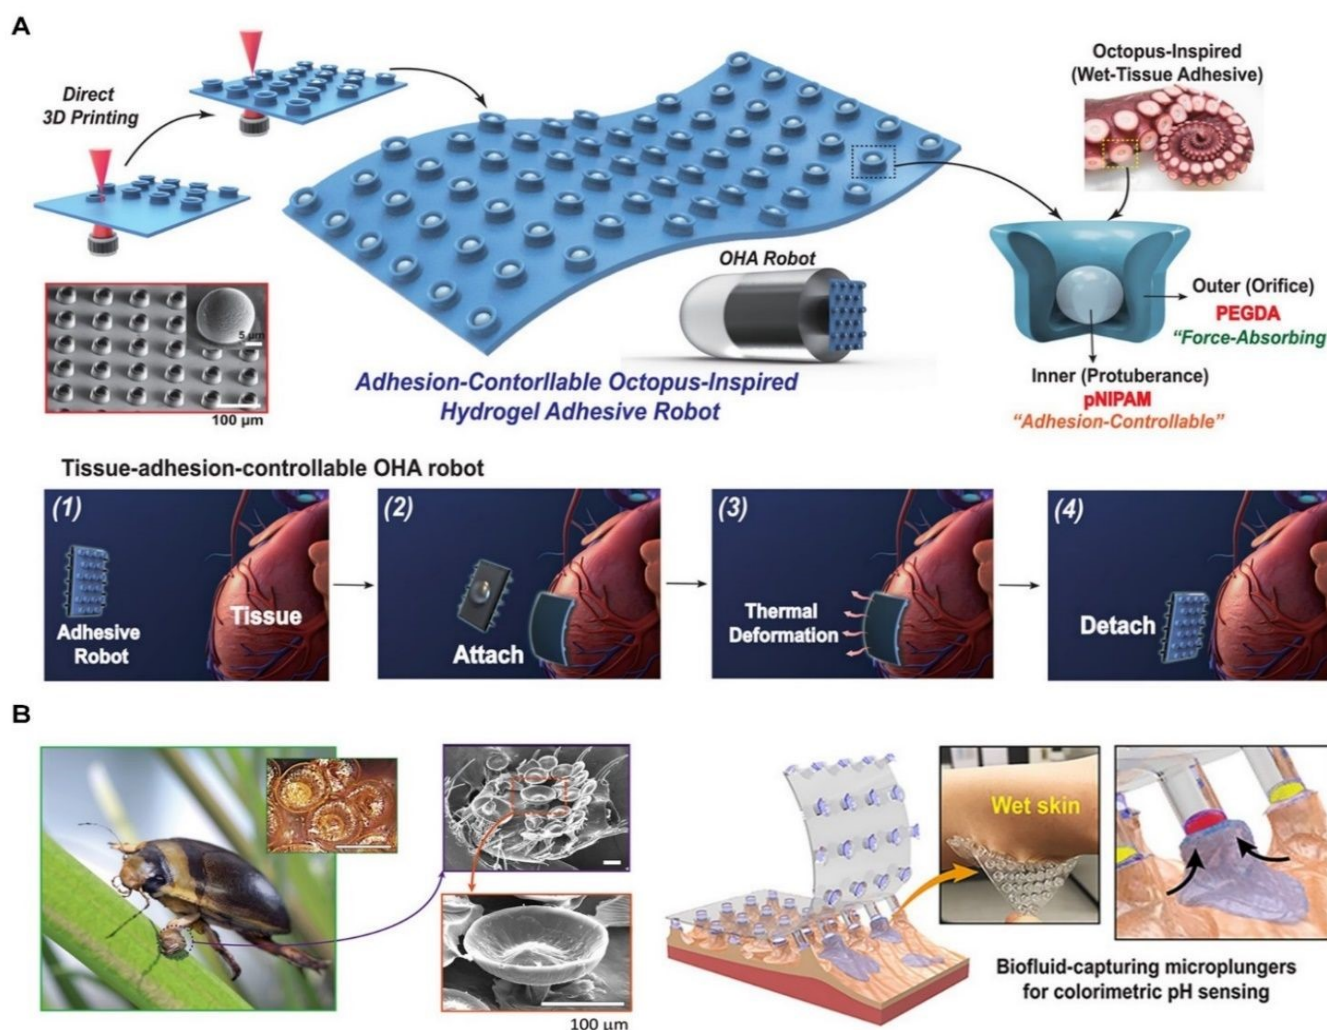 A
Direct
3D Printing
5 µm
100 µm
OHA Robot
Adhesion-Contorllable Octopus-Inspired
Hydrogel Adhesive Robot
Octopus-Inspired
(Wet-Tissue Adhesive)
Outer (Orifice)
PEGDA
"Force-Absorbing
Inner (Protuberance)
pNIPAM
"Adhesion-Controllable"
Tissue-adhesion-controllable OHA robot
(1)
Tissue
Adhesive
Robot
(2)
Attach
(3)
Thermal
Deformation
(4)
Detach
B
100 µm
Wet skin
Biofluid-capturing microplungers
for colorimetric pH sensing